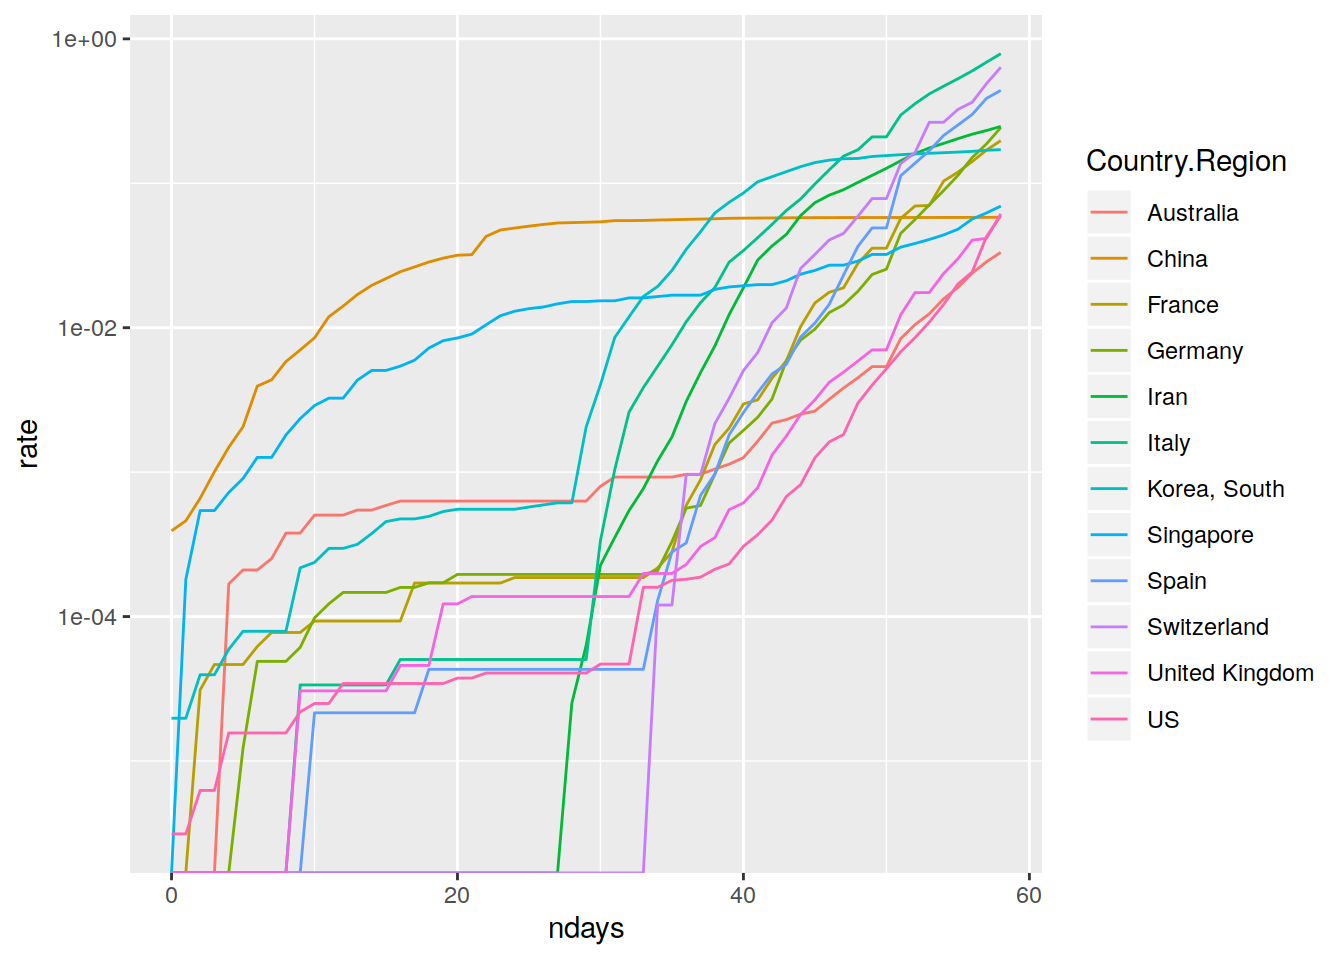 1e+00
1e-02
1e-04
rate
0
20
40
60
ndays
Country.Region
Australia
China
France
Germany
Iran
Italy
Korea, South
Singapore
Spain
Switzerland
United Kingdom
US